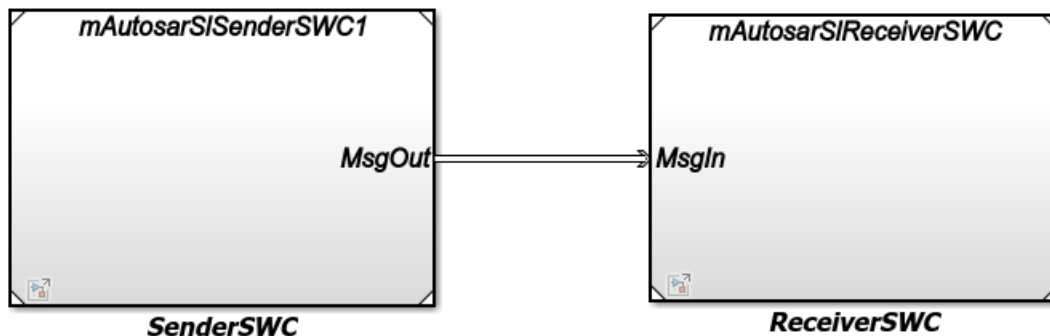 mAutosarSlSenderSWC1
MsgOut
SenderSWC
mAutosarSlReceiverSWC
MsgIn
ReceiverSWC